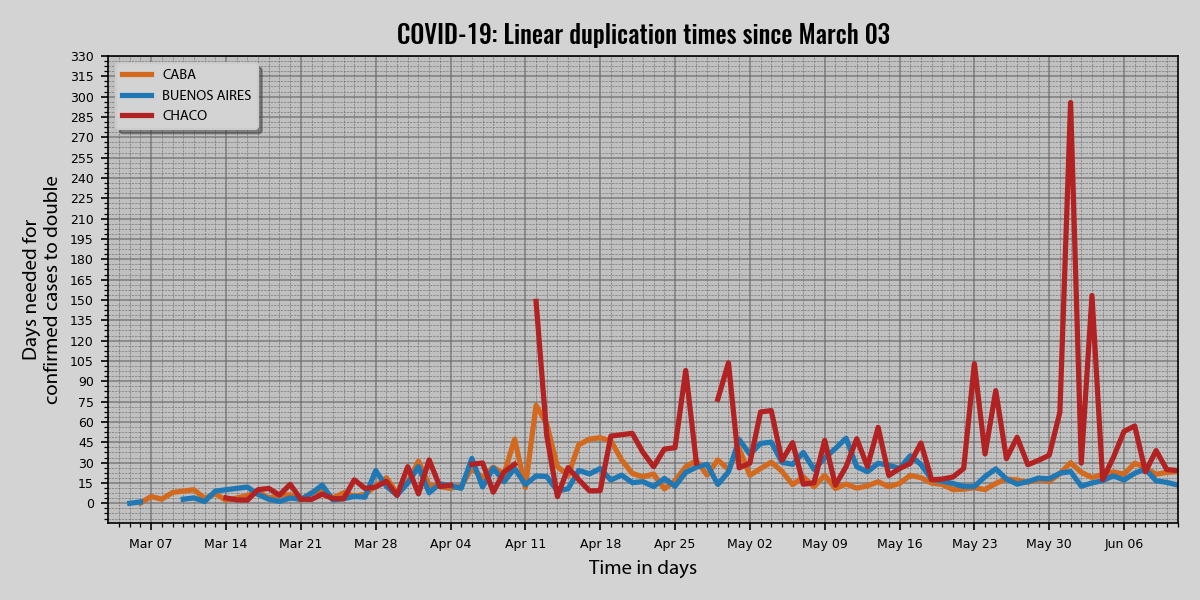 COVID-19: Linear duplication times since March 03
CABA
BUENOS AIRES
CHACO
Days needed for
confirmed cases to double
330
315
300
285
270
255
240
225
210
195
180
165
150
135
120
105
90
75
60
45
30
15
0
Mar 07 Mar 14 Mar 21 Mar 28 Apr 04 Apr 11 Apr 18 Apr 25 May 02 May 09 May 16 May 23 May 30 Jun 06
Time in days